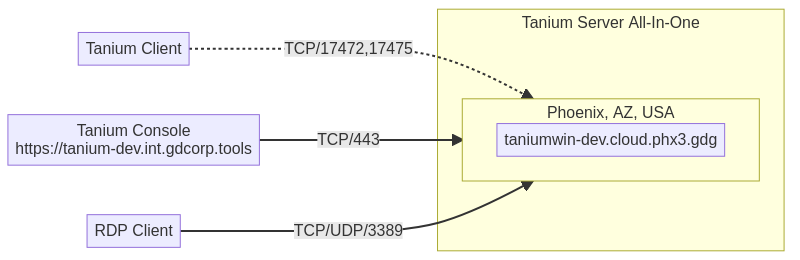 Tanium Server All-In-One
Tanium Client
TCP/17472,17475
Phoenix, AZ, USA
Tanium Console
https://tanium-dev.int.gdcorp.tools
TCP/443
taniumwin-dev.cloud.phx3.gdg
RDP Client
TCP/UDP/3389